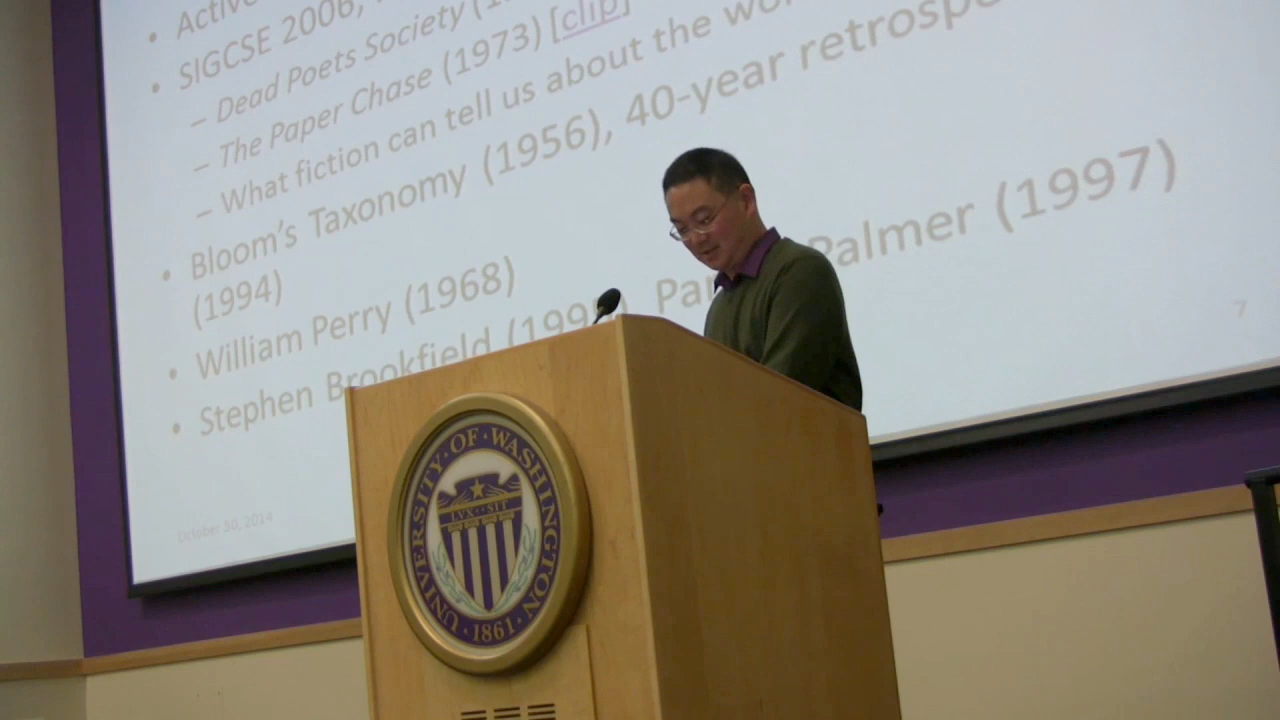 • Active
• SIGCSE 2006,
– Dead Poets Society
– The Paper Chase (1973) [clip]
– What fiction can tell us about the
• Bloom's Taxonomy (1956), 40-year
(1994)
• William Perry (1968)
• Stephen Brookfield Palmer (1997)
7
October 30, 2014
UNIVERSITY · OF · WASHINGTON
LVX · SIT
· 1861 ·